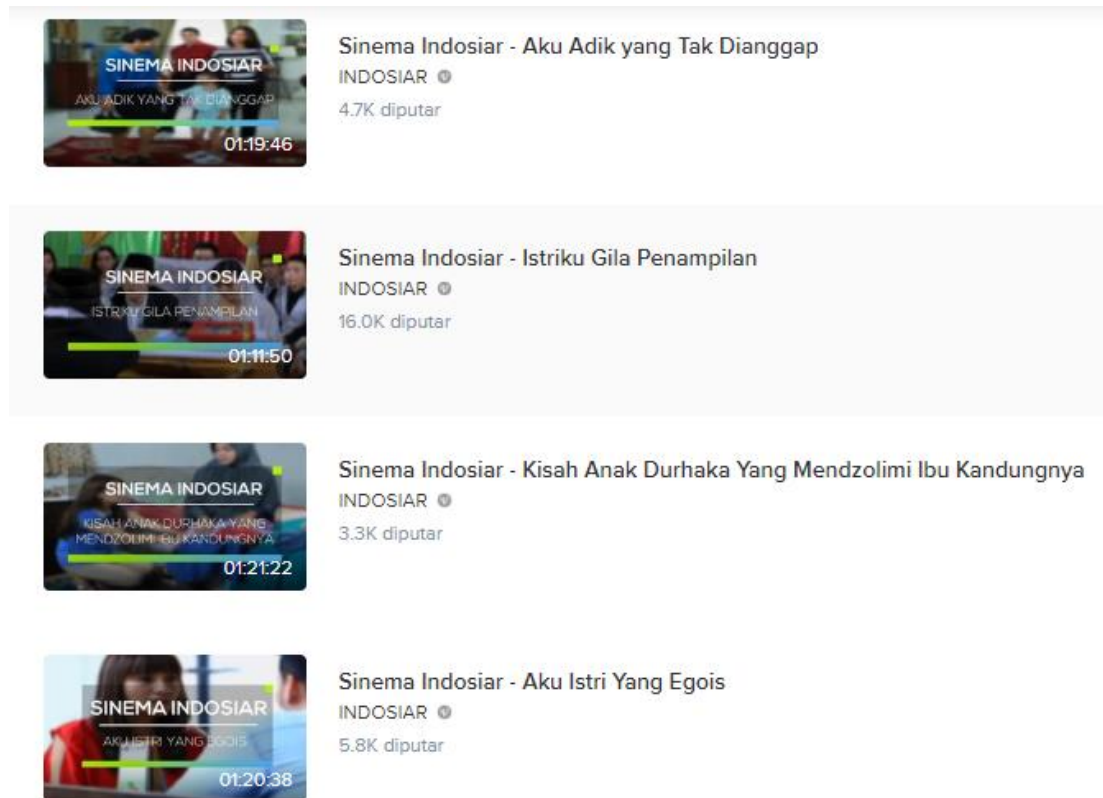 SINEMA INDOSIAR
AKU ADIK YANG TAK DIANGGAP
01:19:46
Sinema Indosiar - Aku Adik yang Tak Dianggap
INDOSIAR
4.7K diputar
SINEMA INDOSIAR
ISTRIKU GILA PENAMPILAN
01:11:50
Sinema Indosiar - Istriku Gila Penampilan
INDOSIAR
16.0K diputar
SINEMA INDOSIAR
KISAH ANAK DURHAKA YANG
MENDZOLIMI IBU KANDUNGNYA
01:21:22
Sinema Indosiar - Kisah Anak Durhaka Yang Mendzolimi Ibu Kandungnya
INDOSIAR
3.3K diputar
SINEMA INDOSIAR
AKU ISTRI YANG EGOIS
01:20:38
Sinema Indosiar - Aku Istri Yang Egois
INDOSIAR
5.8K diputar